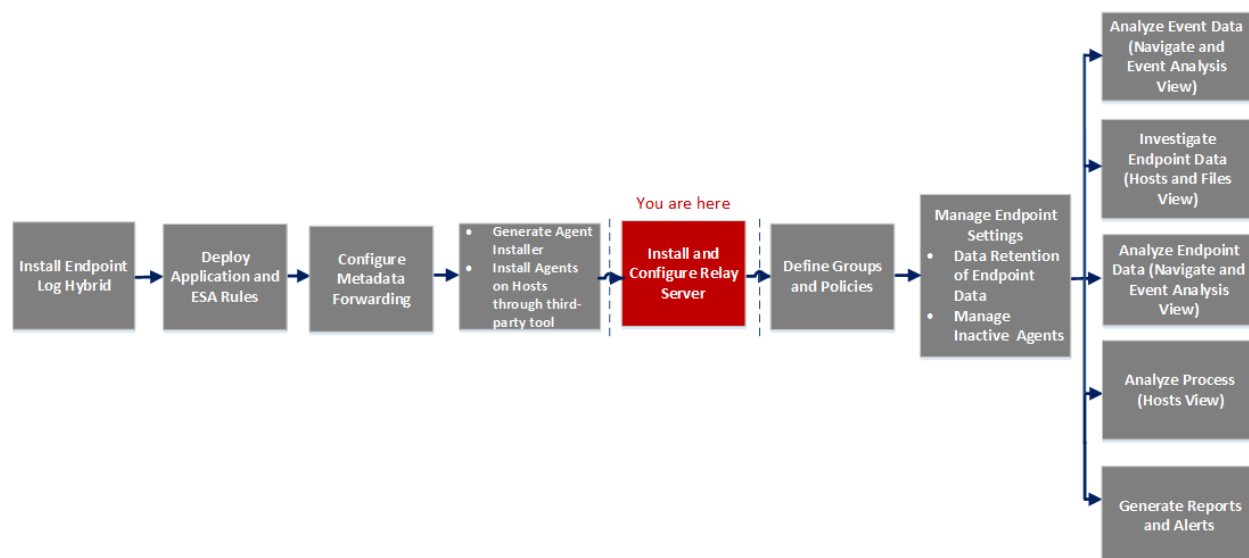 Install Endpoint
Log Hybrid
Deploy
Application and
ESA Rules
Configure
Metadata
Forwarding
• Generate Agent
Installer
• Install Agents
on Hosts
through third-
party tool
You are here
Install and
Configure Relay
Server
Define Groups
and Policies
Manage Endpoint
Settings
• Data Retention
of Endpoint
Data
• Manage
Inactive Agents
Analyze Event Data
(Navigate and
Event Analysis
View)
Investigate
Endpoint Data
(Hosts and Files
View)
Analyze Endpoint
Data (Navigate and
Event Analysis
View)
Analyze Process
(Hosts View)
Generate Reports
and Alerts